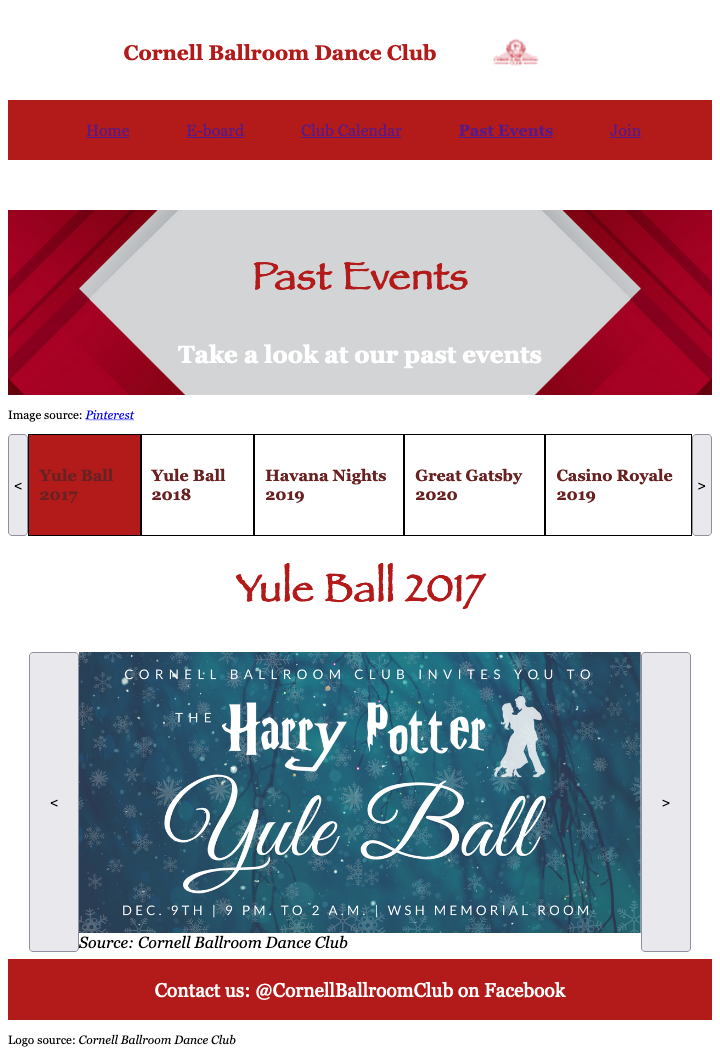 Cornell Ballroom Dance Club
Home E-board Club Calendar Past Events Join
Past Events
Take a look at our past events
Image source: Pinterest
< Yule Ball 2017 Yule Ball 2018 Havana Nights 2019 Great Gatsby 2020 Casino Royale 2019 >
Yule Ball 2017
CORNELL BALLROOM CLUB INVITES YOU TO
THE Harry Potter
< Yule Ball >
DEC. 9TH | 9 PM. TO 2 A.M. | WSH MEMORIAL ROOM
Source: Cornell Ballroom Dance Club
Contact us: @CornellBallroomClub on Facebook
Logo source: Cornell Ballroom Dance Club